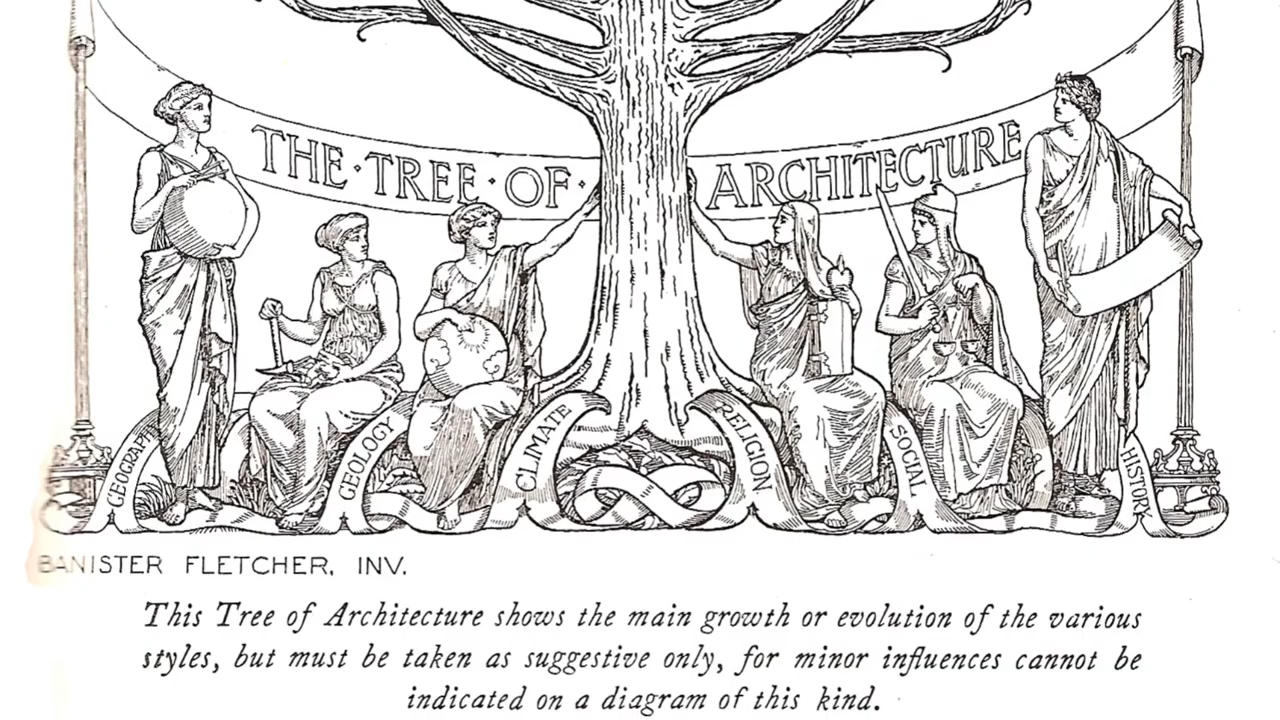 THE · TREE · OF · ARCHITECTURE
GEOGRAPHY
GEOLOGY
CLIMATE
RELIGION
SOCIAL
HISTORY
BANISTER FLETCHER, INV.
This Tree of Architecture shows the main growth or evolution of the various
styles, but must be taken as suggestive only, for minor influences cannot be
indicated on a diagram of this kind.